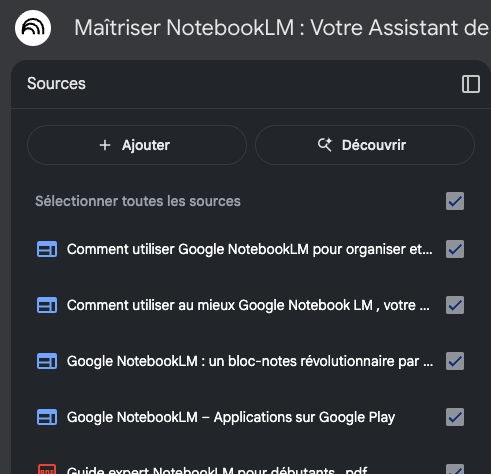 Maîtriser NotebookLM : Votre Assistant de
Sources
+ Ajouter
Découvrir
Sélectionner toutes les sources
Comment utiliser Google NotebookLM pour organiser et...
Comment utiliser au mieux Google Notebook LM , votre ...
Google NotebookLM : un bloc-notes révolutionnaire par ...
Google NotebookLM – Applications sur Google Play
Guide expert NotebookLM pour débutants .pdf